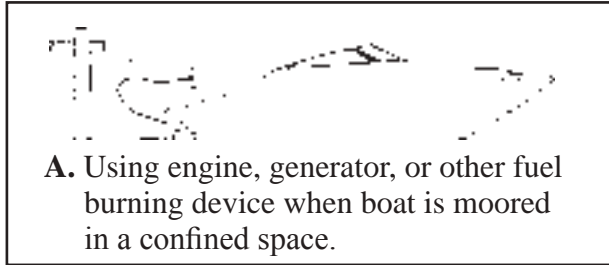 A. Using engine, generator, or other fuel
burning device when boat is moored
in a confined space.